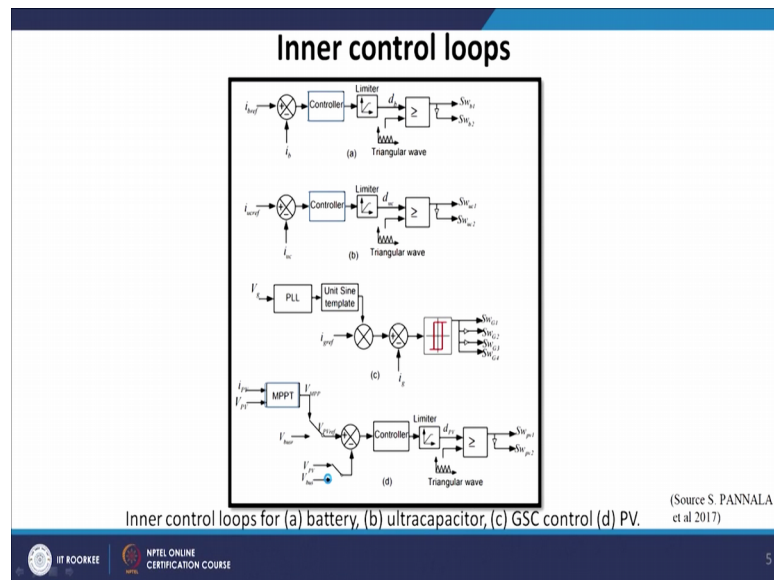 Inner control loops
i_bref
Controller
Limiter
d_b
≥
Sw_b1
Sw_b2
i_b
(a)
Triangular wave
i_ucref
Controller
Limiter
d_uc
≥
Sw_uc1
Sw_uc2
i_uc
(b)
Triangular wave
V_g
PLL
Unit Sine
template
i_gref
Sw_G1
Sw_G2
Sw_G3
Sw_G4
i_g
(c)
i_PV
V_PV
MPPT
V_MPP
V_PVref
V_busr
Controller
Limiter
d_PV
≥
Sw_pv1
Sw_pv2
V_PV
V_bus
(d)
Triangular wave
Inner control loops for (a) battery, (b) ultracapacitor, (c) GSC control (d) PV.
(Source S. PANNALA
et al 2017)
IIT ROORKEE
NPTEL ONLINE
CERTIFICATION COURSE
5